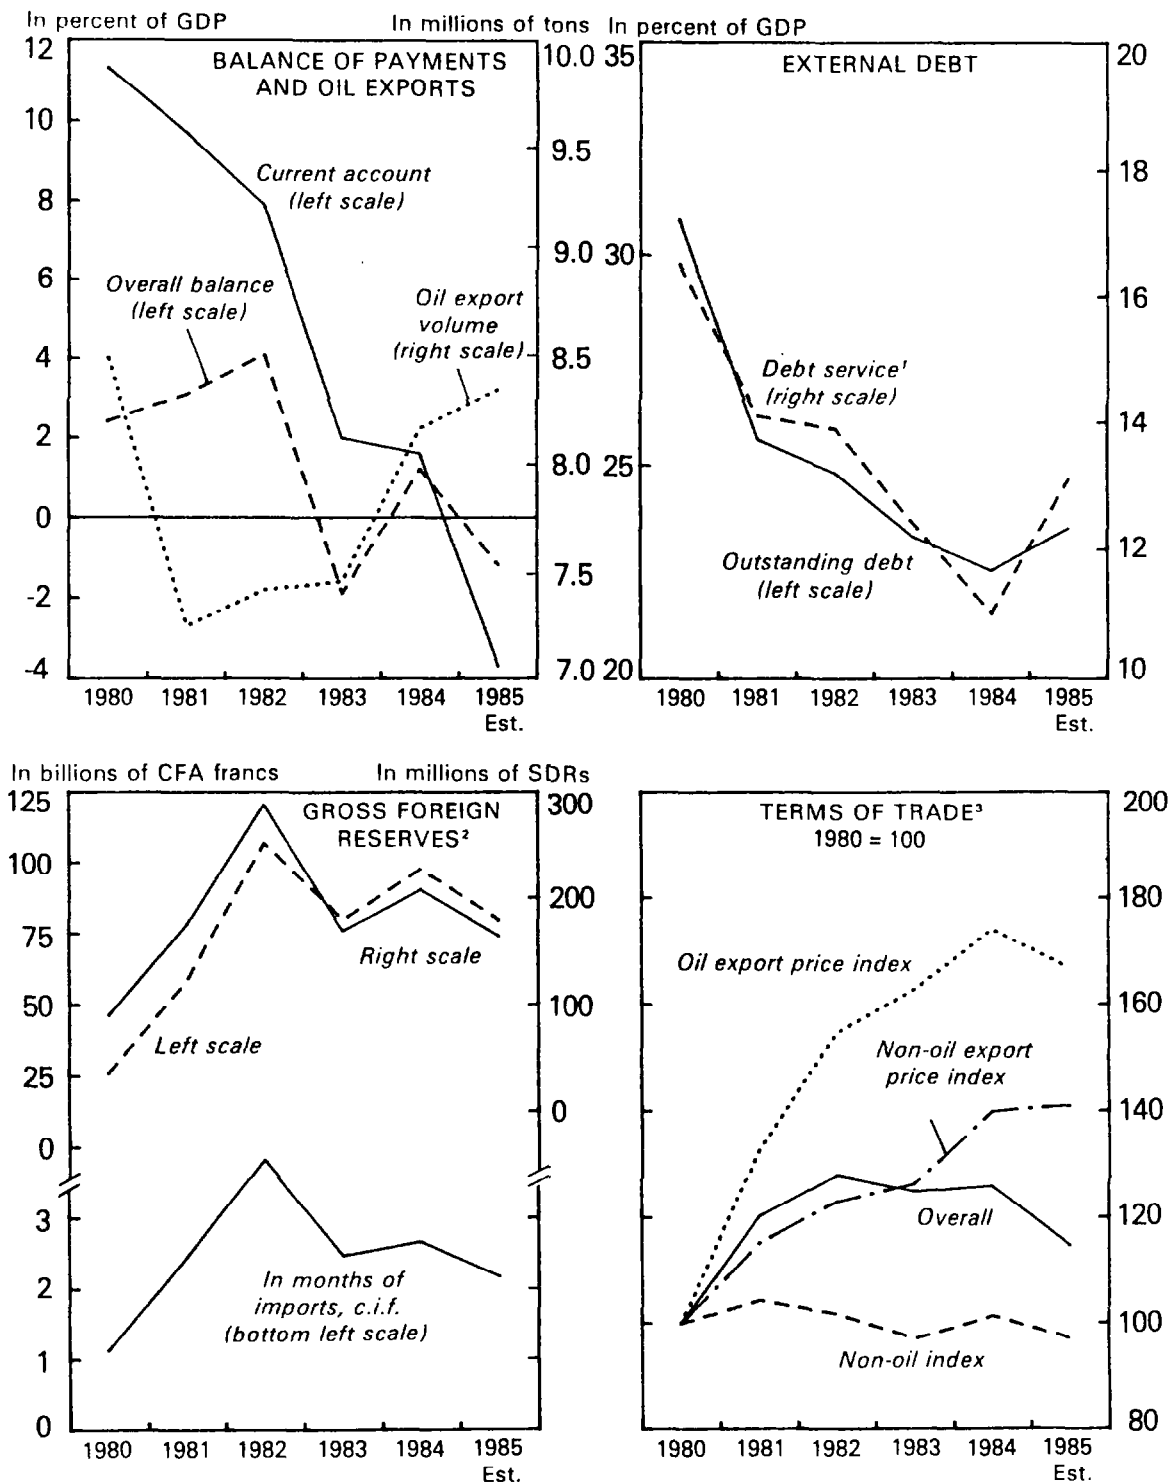 In percent of GDP
In millions of tons
BALANCE OF PAYMENTS
AND OIL EXPORTS
12
10
8
6
4
2
0
-2
-4
10.0
9.5
9.0
8.5
8.0
7.5
7.0
Current account
(left scale)
Overall balance
(left scale)
Oil export
volume
(right scale)
1980 1981 1982 1983 1984 1985
Est.
In percent of GDP
EXTERNAL DEBT
35
30
25
20
20
18
16
14
12
10
Debt service¹
(right scale)
Outstanding debt
(left scale)
1980 1981 1982 1983 1984 1985
Est.
In billions of CFA francs
In millions of SDRs
GROSS FOREIGN
RESERVES²
125
100
75
50
25
0
3
2
1
0
300
200
100
0
Right scale
Left scale
In months of
imports, c.i.f.
(bottom left scale)
1980 1981 1982 1983 1984 1985
Est.
TERMS OF TRADE³
1980 = 100
200
180
160
140
120
100
80
Oil export price index
Non-oil export
price index
Overall
Non-oil index
1980 1981 1982 1983 1984 1985
Est.